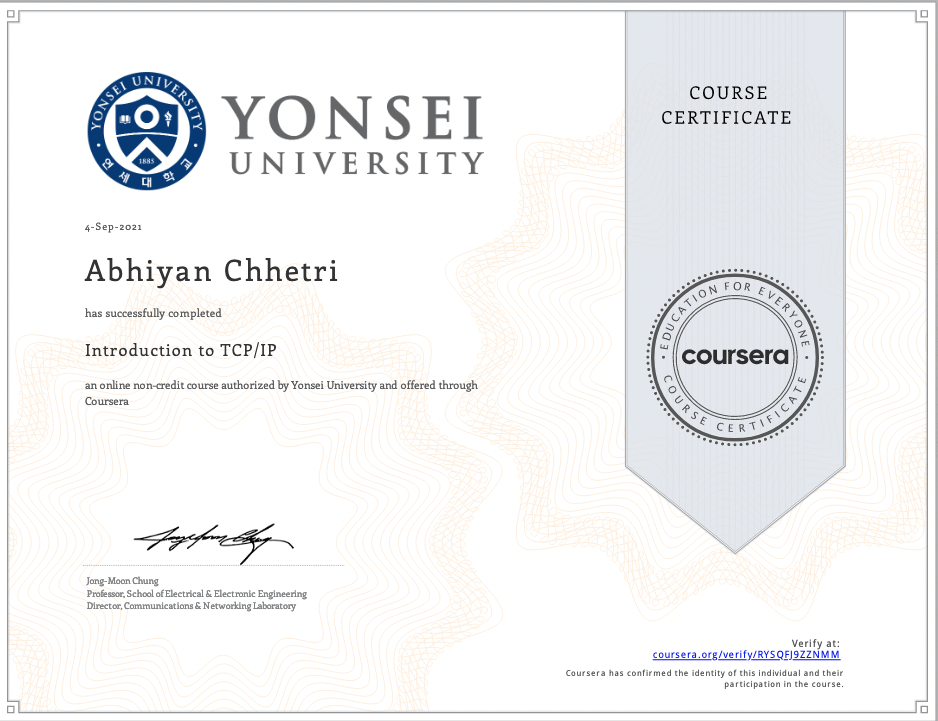 YONSEI UNIVERSITY
1885
연세대학교
YONSEI
UNIVERSITY
COURSE
CERTIFICATE
4-Sep-2021
Abhiyan Chhetri
has successfully completed
Introduction to TCP/IP
an online non-credit course authorized by Yonsei University and offered through
Coursera
EDUCATION FOR EVERYONE
coursera
COURSE CERTIFICATE
Jong-Moon Chung
Professor, School of Electrical & Electronic Engineering
Director, Communications & Networking Laboratory
Verify at:
coursera.org/verify/RYSQFJ9ZZNMM
Coursera has confirmed the identity of this individual and their
participation in the course.